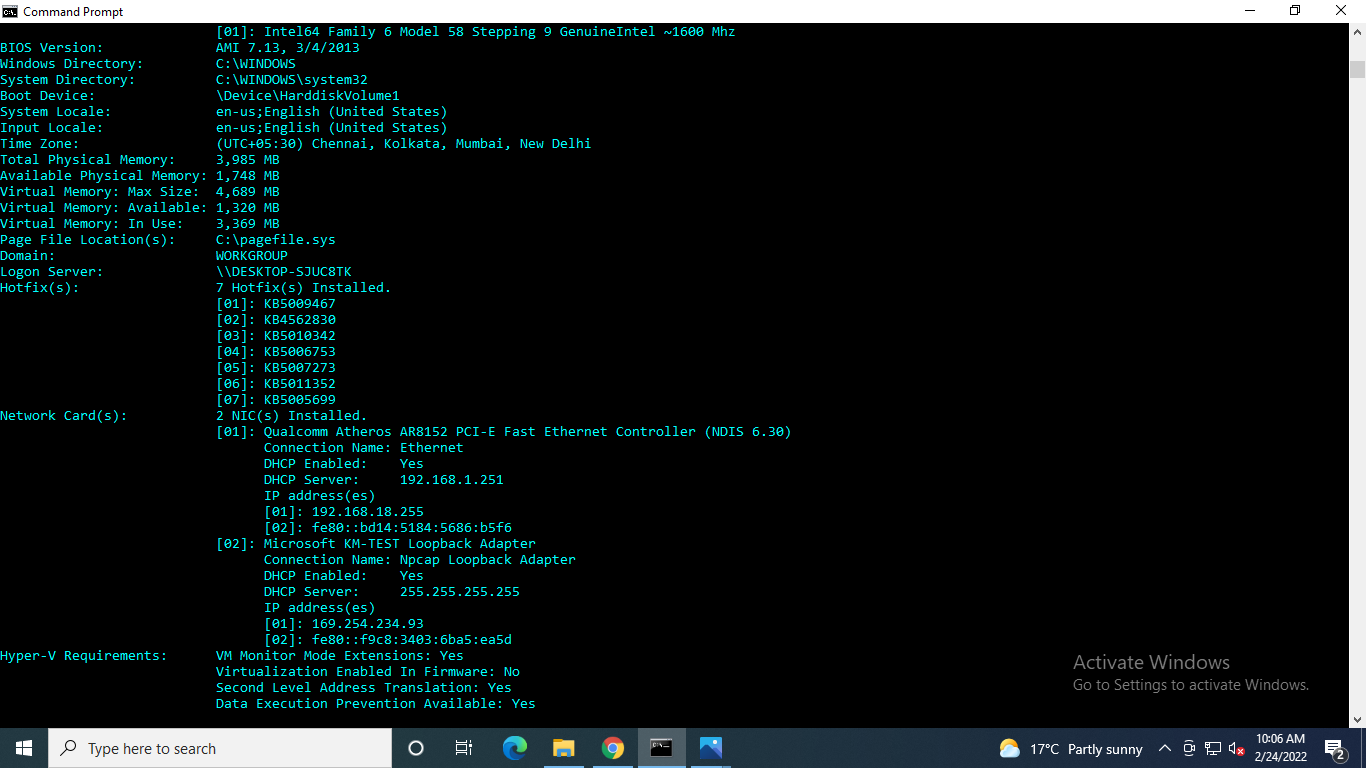 Command Prompt
[01]: Intel64 Family 6 Model 58 Stepping 9 GenuineIntel ~1600 Mhz
BIOS Version: AMI 7.13, 3/4/2013
Windows Directory: C:\WINDOWS
System Directory: C:\WINDOWS\system32
Boot Device: \Device\HarddiskVolume1
System Locale: en-us;English (United States)
Input Locale: en-us;English (United States)
Time Zone: (UTC+05:30) Chennai, Kolkata, Mumbai, New Delhi
Total Physical Memory: 3,985 MB
Available Physical Memory: 1,748 MB
Virtual Memory: Max Size: 4,689 MB
Virtual Memory: Available: 1,320 MB
Virtual Memory: In Use: 3,369 MB
Page File Location(s): C:\pagefile.sys
Domain: WORKGROUP
Logon Server: \\DESKTOP-SJUC8TK
Hotfix(s): 7 Hotfix(s) Installed.
[01]: KB5009467
[02]: KB4562830
[03]: KB5010342
[04]: KB5006753
[05]: KB5007273
[06]: KB5011352
[07]: KB5005699
Network Card(s): 2 NIC(s) Installed.
[01]: Qualcomm Atheros AR8152 PCI-E Fast Ethernet Controller (NDIS 6.30)
Connection Name: Ethernet
DHCP Enabled: Yes
DHCP Server: 192.168.1.251
IP address(es)
[01]: 192.168.18.255
[02]: fe80::bd14:5184:5686:b5f6
[02]: Microsoft KM-TEST Loopback Adapter
Connection Name: Npcap Loopback Adapter
DHCP Enabled: Yes
DHCP Server: 255.255.255.255
IP address(es)
[01]: 169.254.234.93
[02]: fe80::f9c8:3403:6ba5:ea5d
Hyper-V Requirements: VM Monitor Mode Extensions: Yes
Virtualization Enabled In Firmware: No
Second Level Address Translation: Yes
Data Execution Prevention Available: Yes
Activate Windows
Go to Settings to activate Windows.
Type here to search
17°C Partly sunny
10:06 AM
2/24/2022
2